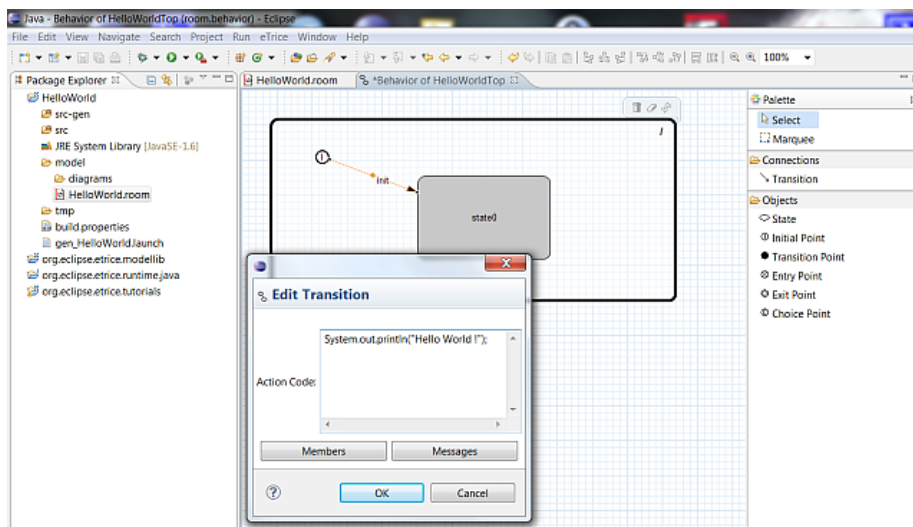 Java - Behavior of HelloWorldTop (room.behavior) - Eclipse
File Edit View Navigate Search Project Run eTrice Window Help
100%
Package Explorer
HelloWorld.room
*Behavior of HelloWorldTop
HelloWorld
src-gen
src
JRE System Library [JavaSE-1.6]
model
diagrams
HelloWorld.room
tmp
build.properties
gen_HelloWorld.launch
org.eclipse.etrice.modellib
org.eclipse.etrice.runtime.java
org.eclipse.etrice.tutorials
/
I
init
state0
Edit Transition
Action Code:
System.out.println("Hello World !");
Members
Messages
?
OK
Cancel
Palette
Select
Marquee
Connections
Transition
Objects
State
Initial Point
Transition Point
Entry Point
Exit Point
Choice Point